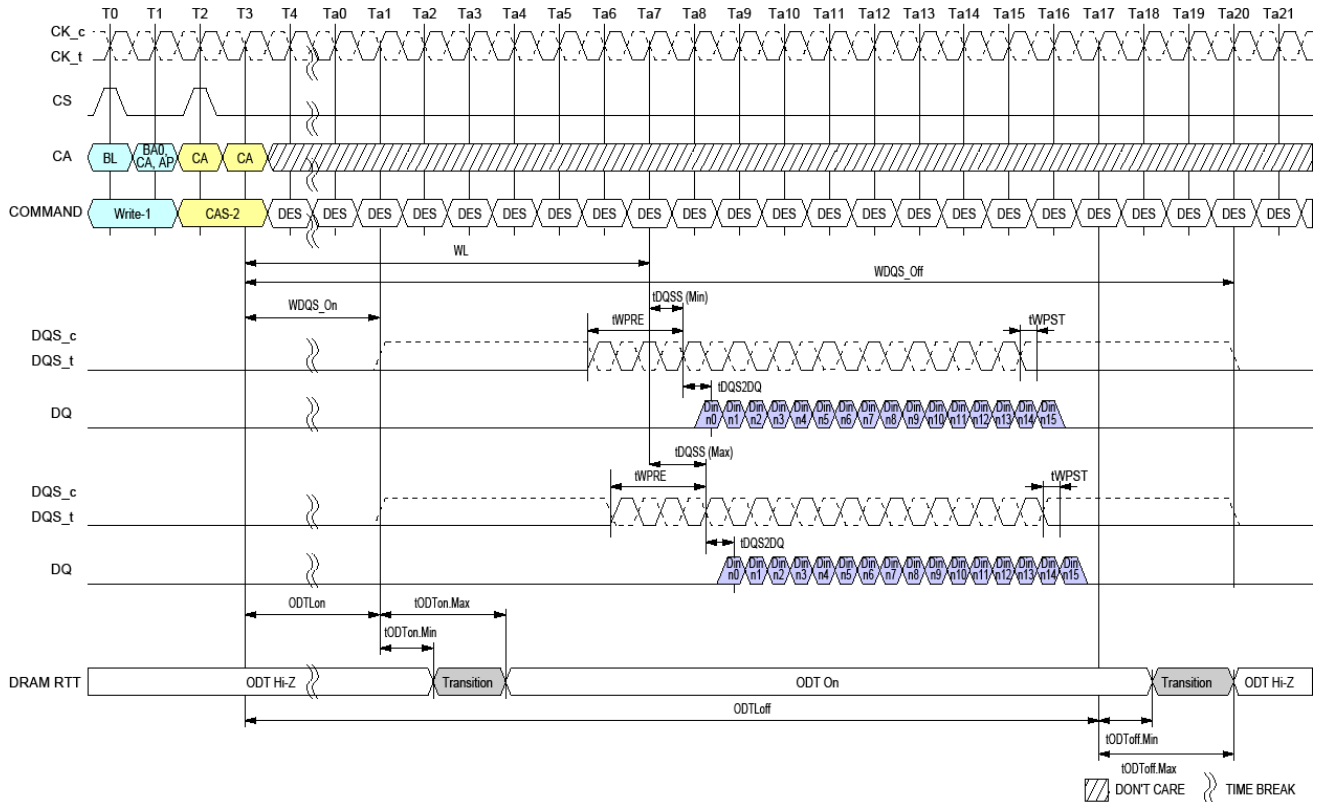 T0 T1 T2 T3 T4 Ta0 Ta1 Ta2 Ta3 Ta4 Ta5 Ta6 Ta7 Ta8 Ta9 Ta10 Ta11 Ta12 Ta13 Ta14 Ta15 Ta16 Ta17 Ta18 Ta19 Ta20 Ta21
CK_c
CK_t
CS
CA BL BA0, CA, AP CA CA
COMMAND Write-1 CAS-2 DES DES DES DES DES DES DES DES DES DES DES DES DES DES DES DES DES DES DES DES DES DES DES
WL
WDQS_Off
WDQS_On
tDQSS (Min)
tWPRE
tWPST
DQS_c
DQS_t
tDQS2DQ
DQ Din n0 Din n1 Din n2 Din n3 Din n4 Din n5 Din n6 Din n7 Din n8 Din n9 Din n10 Din n11 Din n12 Din n13 Din n14 Din n15
tDQSS (Max)
tWPRE
tWPST
DQS_c
DQS_t
tDQS2DQ
DQ Din n0 Din n1 Din n2 Din n3 Din n4 Din n5 Din n6 Din n7 Din n8 Din n9 Din n10 Din n11 Din n12 Din n13 Din n14 Din n15
ODTLon
tODTon.Max
tODTon.Min
DRAM RTT ODT Hi-Z Transition ODT On Transition ODT Hi-Z
ODTLoff
tODToff.Min
tODToff.Max
DON'T CARE
TIME BREAK